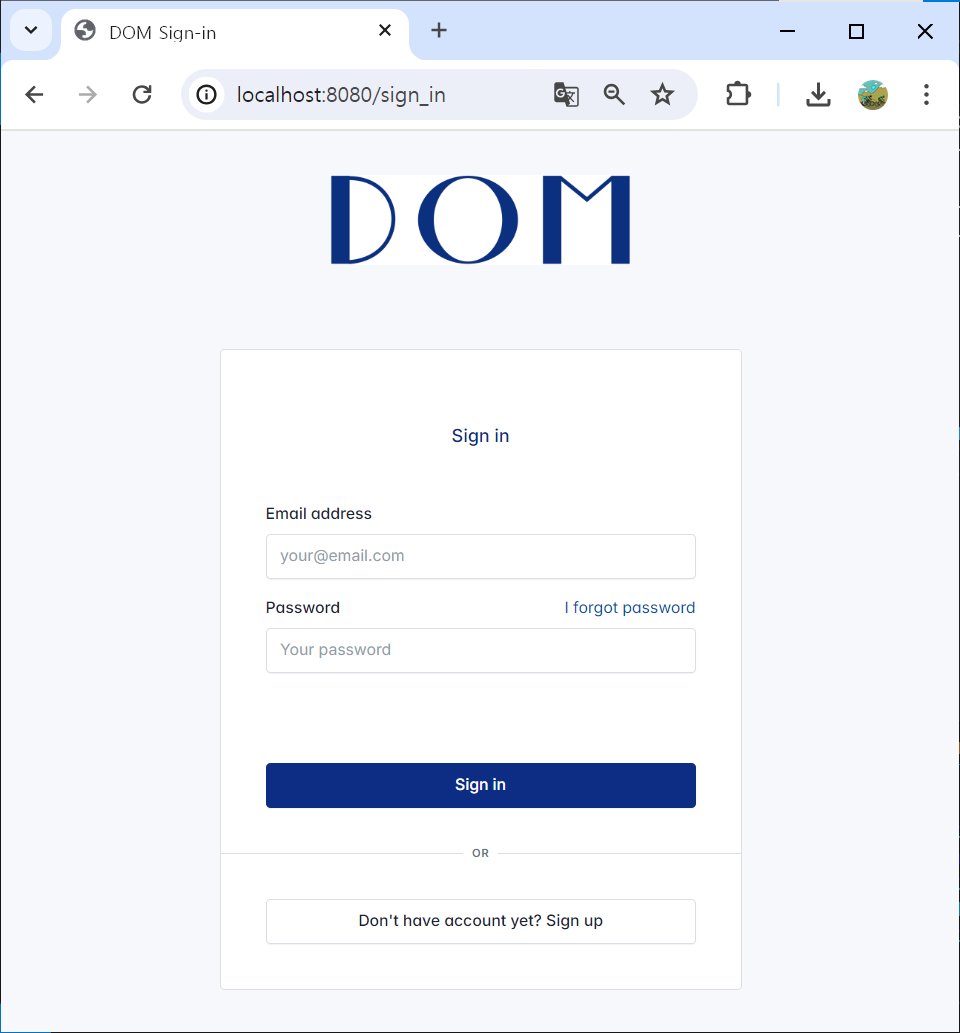 DOM Sign-in
localhost:8080/sign_in
DOM
Sign in
Email address
your@email.com
Password I forgot password
Your password
Sign in
OR
Don't have account yet? Sign up